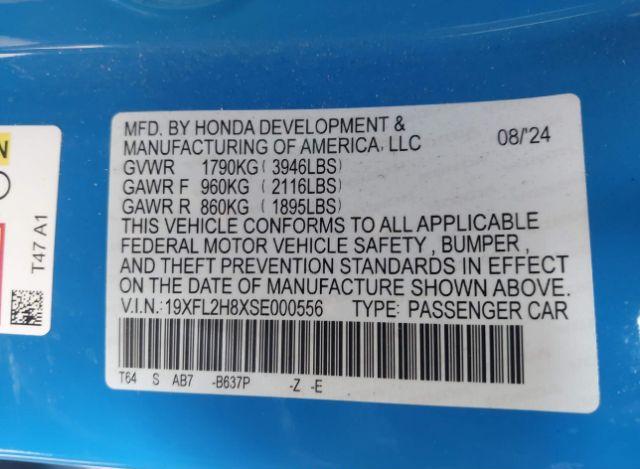 MFD. BY HONDA DEVELOPMENT &
MANUFACTURING OF AMERICA, LLC 08/'24
GVWR 1790KG ( 3946LBS)
GAWR F 960KG ( 2116LBS)
GAWR R 860KG ( 1895LBS)
THIS VEHICLE CONFORMS TO ALL APPLICABLE
FEDERAL MOTOR VEHICLE SAFETY , BUMPER ,
AND THEFT PREVENTION STANDARDS IN EFFECT
ON THE DATE OF MANUFACTURE SHOWN ABOVE.
V.I.N.: 19XFL2H8XSE000556 TYPE: PASSENGER CAR
T64 S AB7 -B637P -Z -E
T47 A1